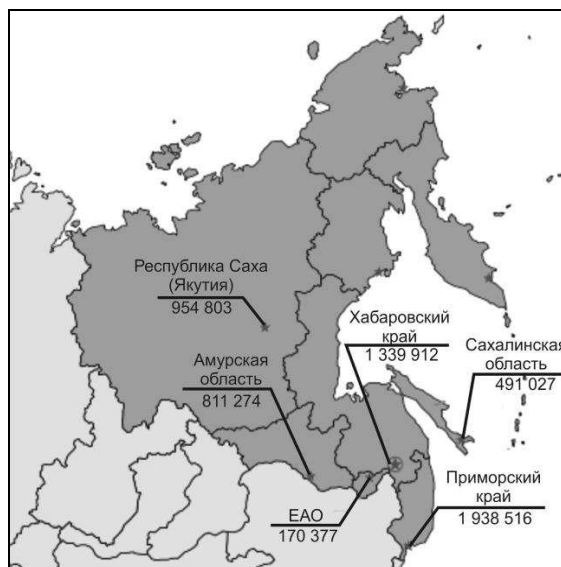 Республика Саха
(Якутия)
954 803
Хабаровский
край
1 339 912
Сахалинская
область
491 027
Амурская
область
811 274
Приморский
край
1 938 516
ЕАО
170 377